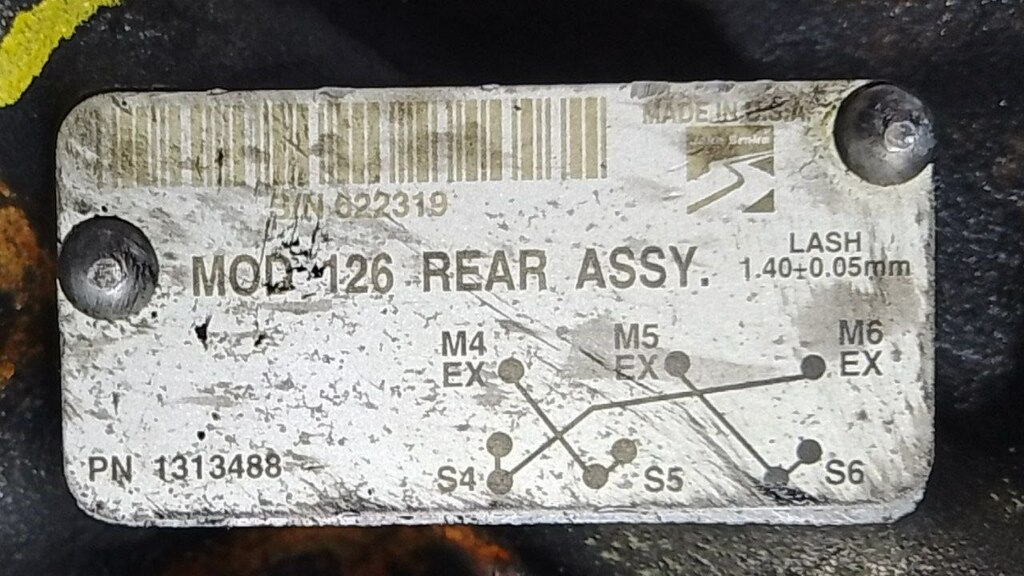 MADE IN U.S.A
S/N 622319
MOD 126 REAR ASSY.
LASH
1.40±0.05mm
M4
EX
M5
EX
M6
EX
PN 1313488
S4
S5
S6